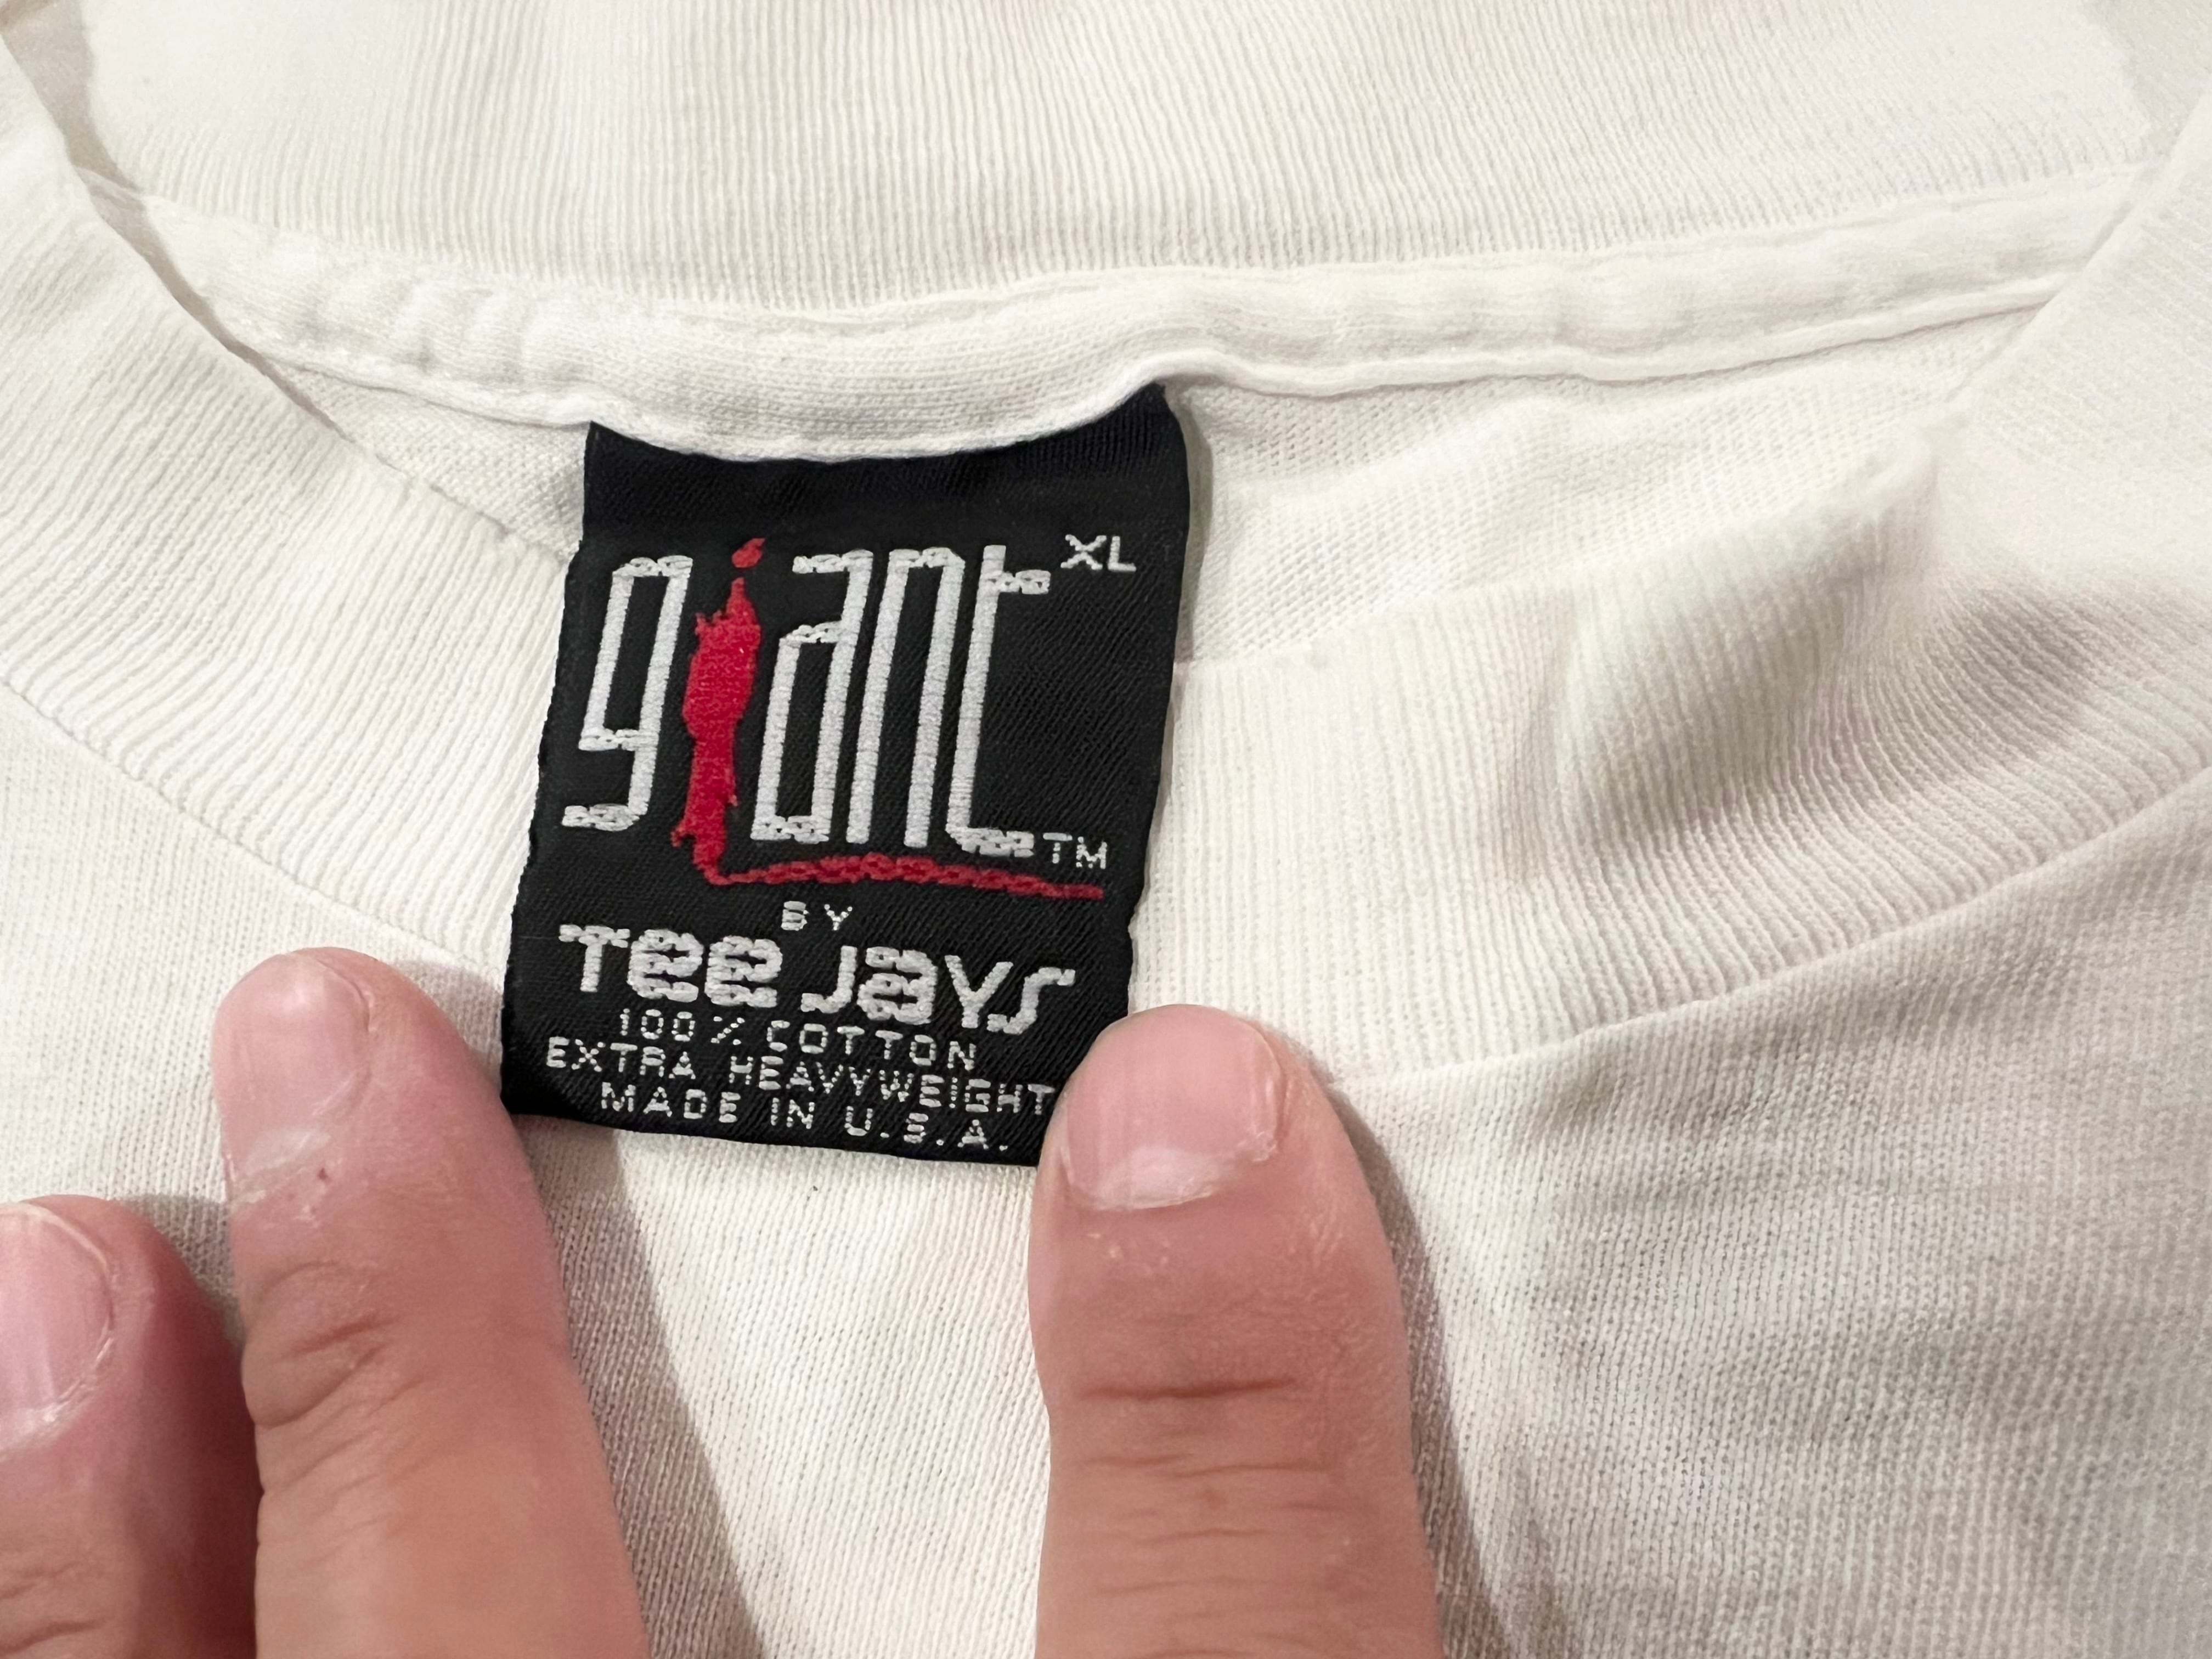 giant XL
TM
BY
Tee Jays
100% COTTON
EXTRA HEAVYWEIGHT
MADE IN U.S.A.